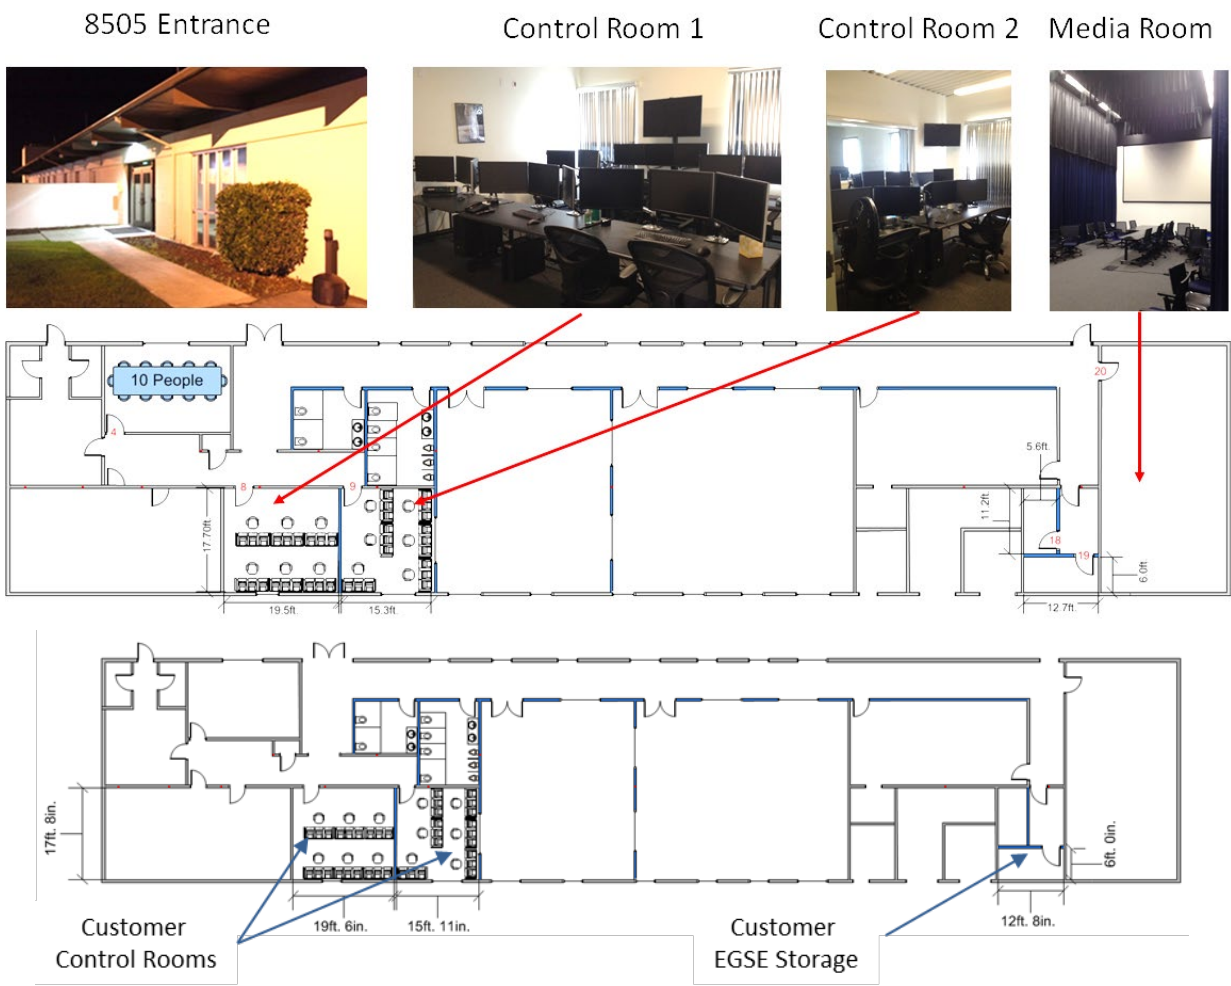 8505 Entrance
Control Room 1
Control Room 2
Media Room
10 People
20
4
5.6ft.
8
9
11.2ft.
17.70ft.
18
19
6.0ft
19.5ft.
15.3ft.
12.7ft.
17ft. 8in.
6ft. 0in.
19ft. 6in.
15ft. 11in.
12ft. 8in.
Customer
Control Rooms
Customer
EGSE Storage